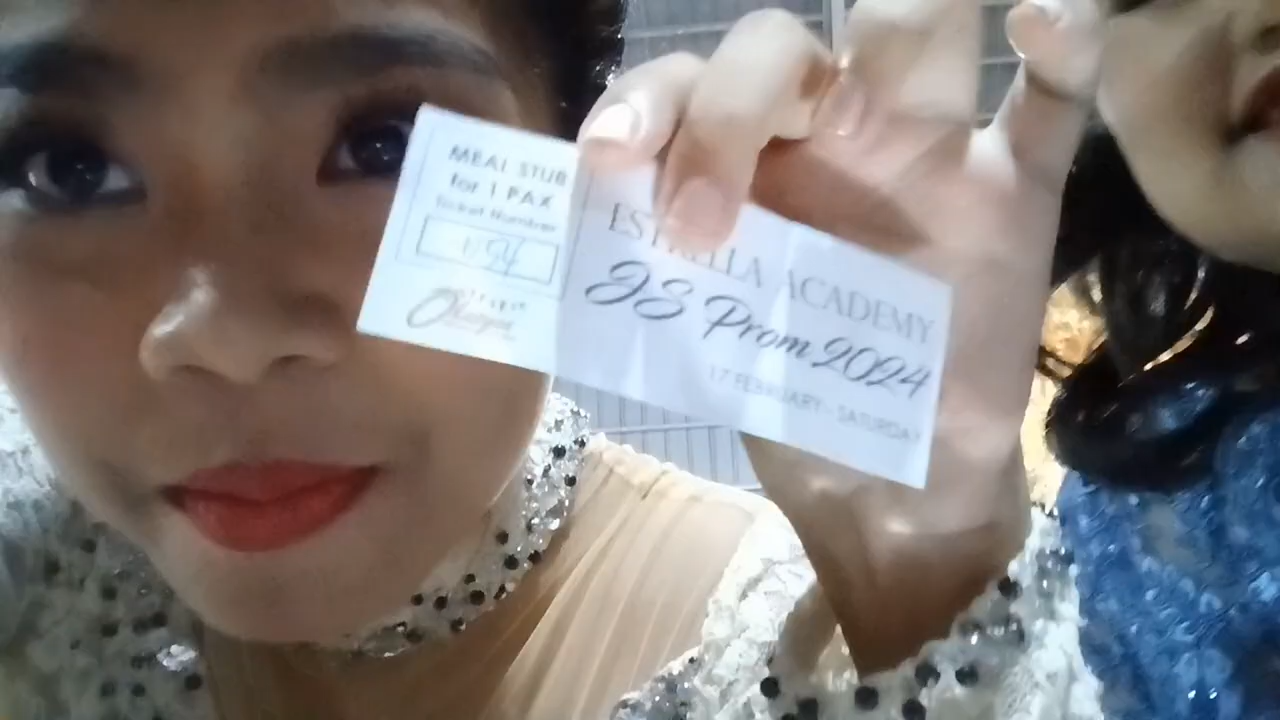 MEAL STUB
for 1 PAX
Ticket Number
ESTRELLA ACADEMY
JS Prom 2024
17 FEBRUARY - SATURDAY